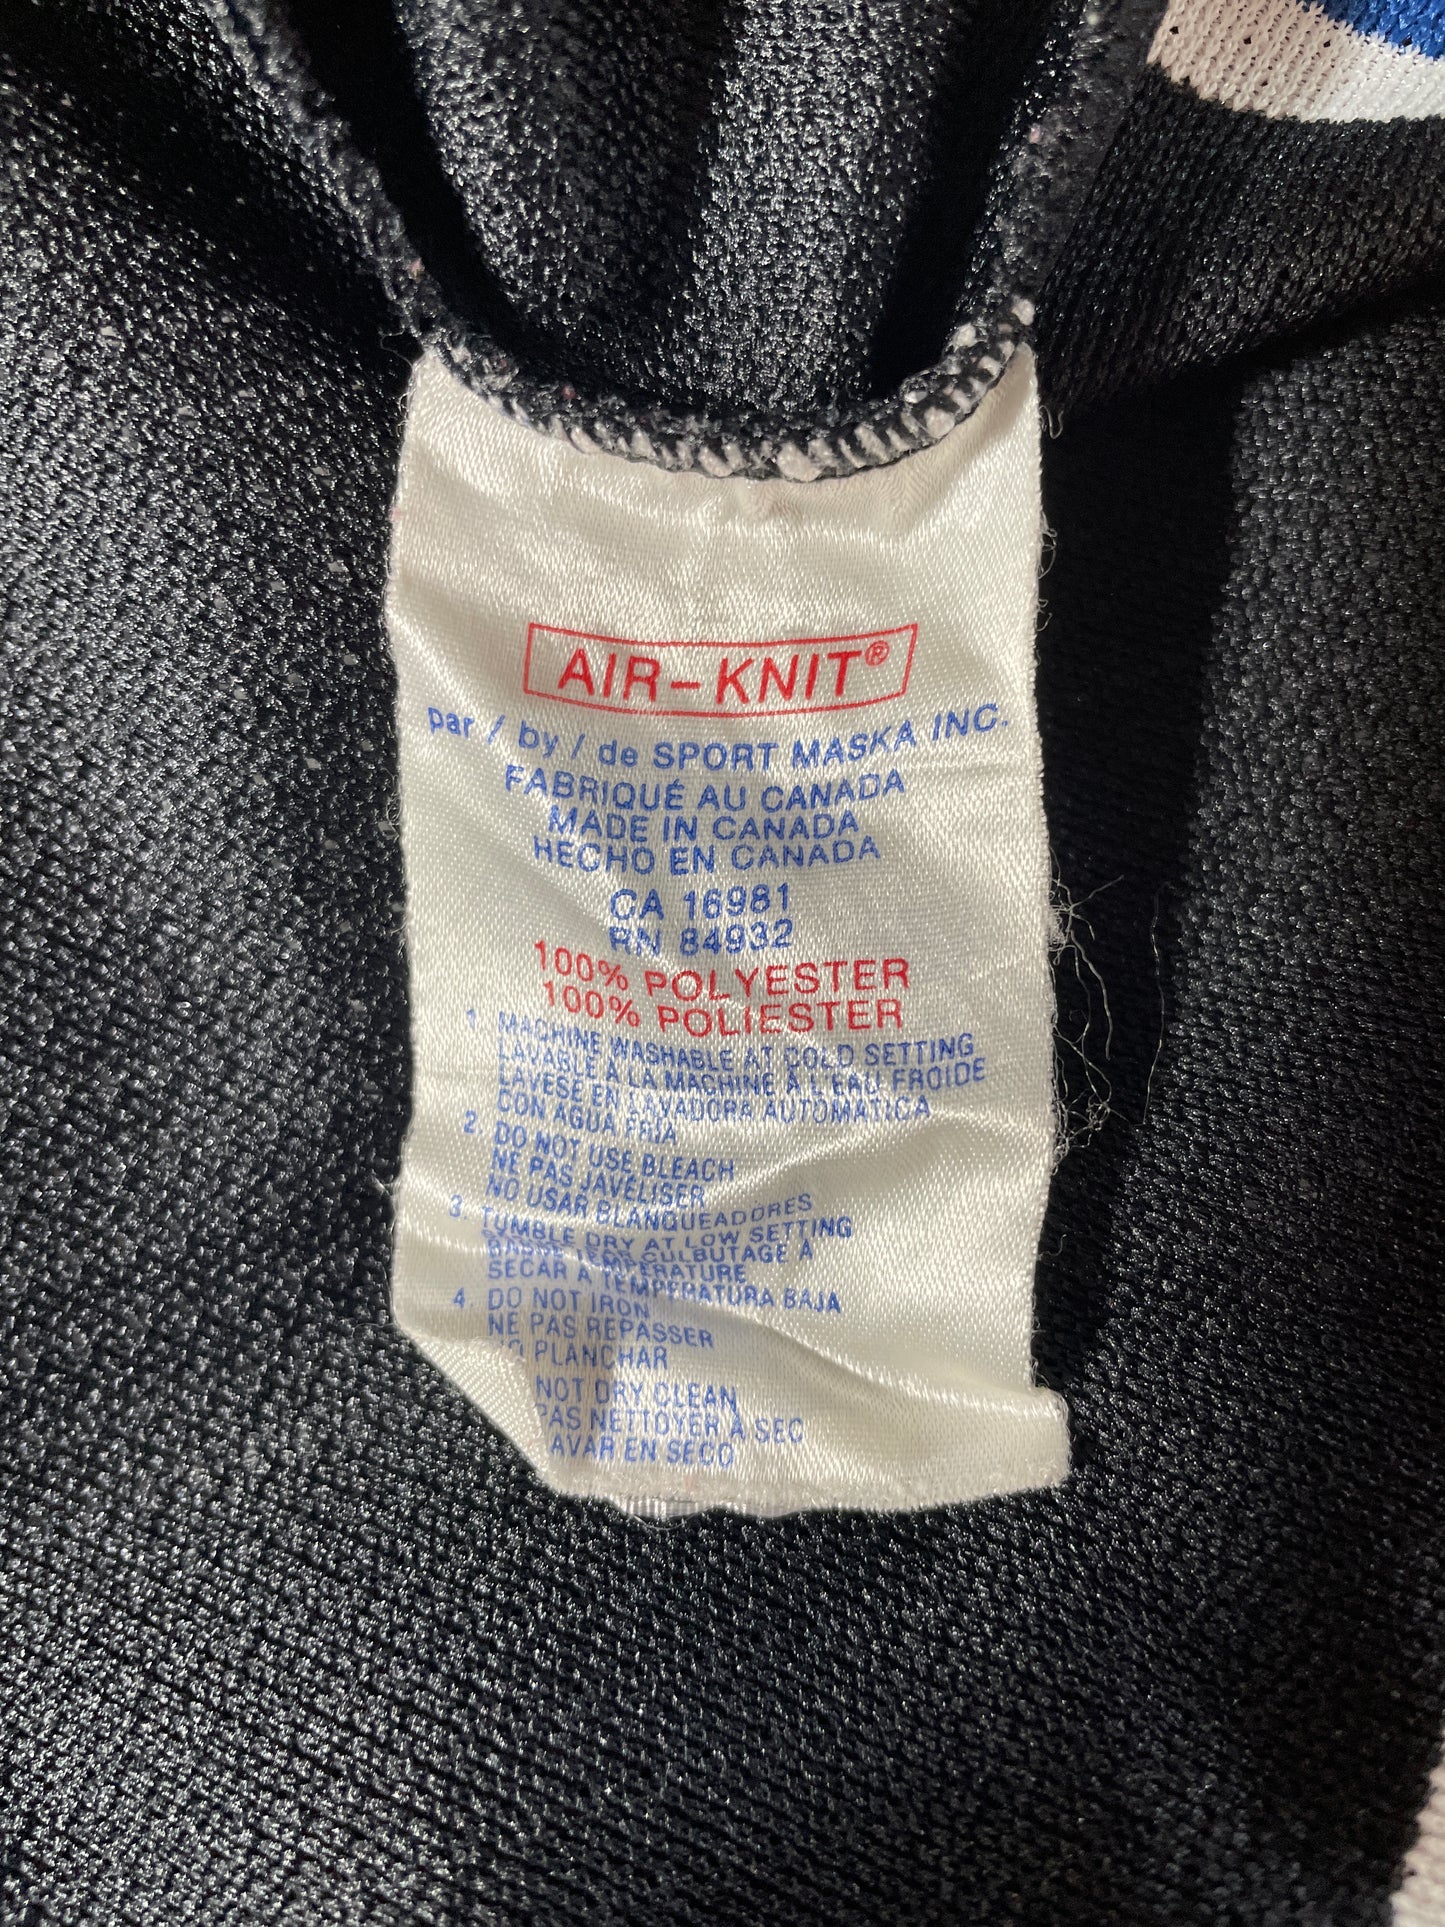 AIR-KNIT®
par / by / de SPORT MASKA INC.
FABRIQUÉ AU CANADA
MADE IN CANADA
HECHO EN CANADA
CA 16981
RN 84932
100% POLYESTER
100% POLIESTER
1. MACHINE WASHABLE AT COLD SETTING
LAVABLE À LA MACHINE À L'EAU FROIDE
LAVESE EN LAVADORA AUTOMATICA
CON AGUA FRIA
2. DO NOT USE BLEACH
NE PAS JAVELISER
NO USAR BLANQUEADORES
3. TUMBLE DRY AT LOW SETTING
CULBUTAGE À
TEMPÉRATURE
SECAR A TEMPERATURA BAJA
4. DO NOT IRON
NE PAS REPASSER
PLANCHAR
NOT DRY CLEAN
PAS NETTOYER À SEC
AVAR EN SECO